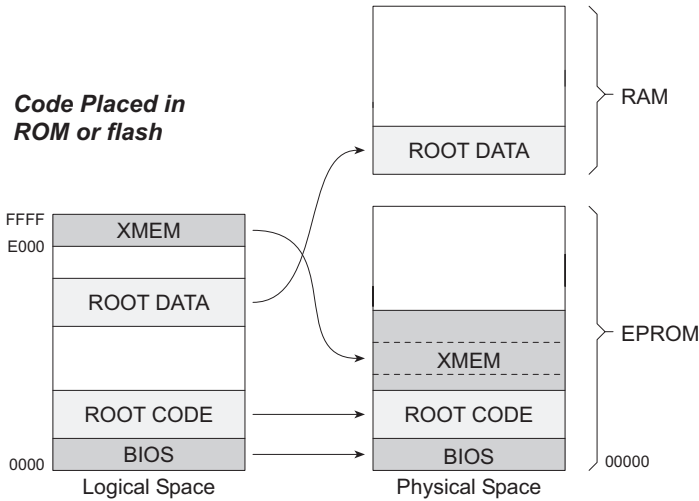 Code Placed in
ROM or flash
RAM
ROOT DATA
FFFF
XMEM
E000
ROOT DATA
EPROM
XMEM
ROOT CODE
ROOT CODE
BIOS
BIOS
0000
00000
Logical Space
Physical Space